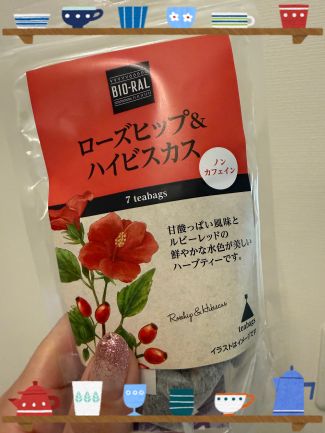 BIO-RAL
ローズヒップ&
ハイビスカス
ノン
カフェイン
7 teabags
甘酸っぱい風味と
ルビーレッドの
鮮やかな水色が美しい
ハーブティーです。
Rosehip & Hibiscus
teabags
イラストはイメージです